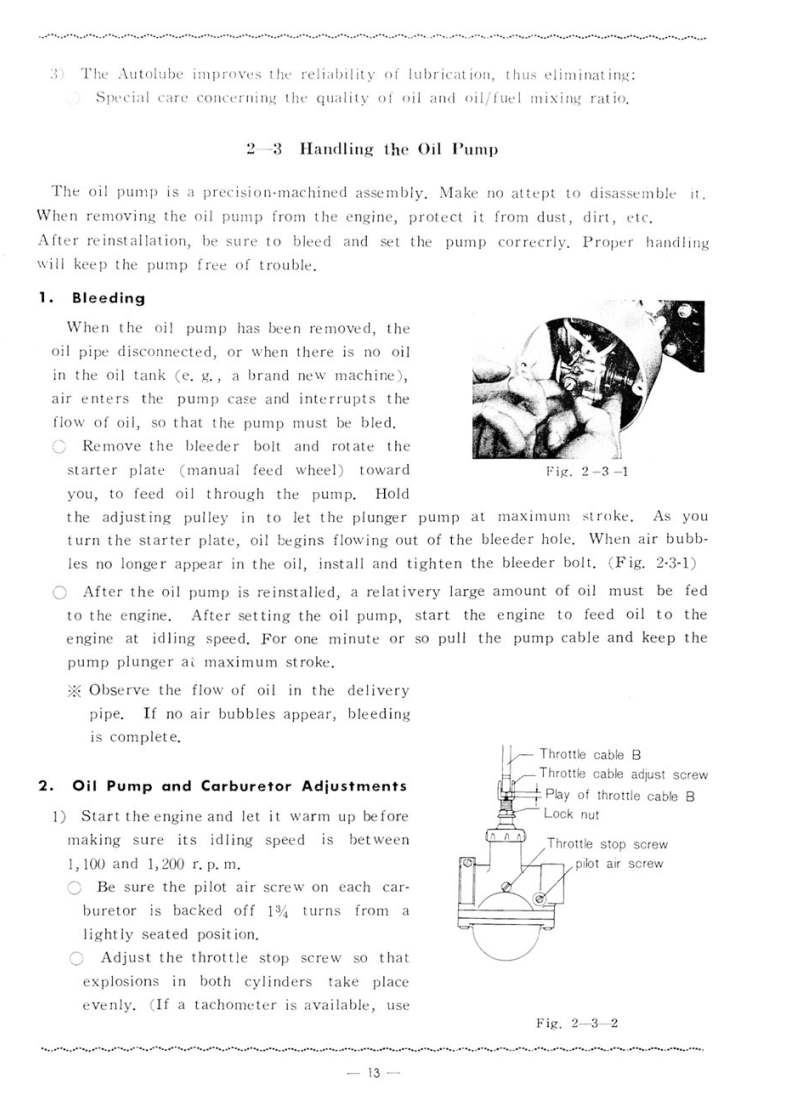 3) The Autolube improves the reliability of lubrication, thus eliminating:
○ Special care concerning the quality of oil and oil/fuel mixing ratio.
2—3 Handling the Oil Pump
The oil pump is a precision-machined assembly. Make no attept to disassemble it.
When removing the oil pump from the engine, protect it from dust, dirt, etc.
After reinstallation, be sure to bleed and set the pump correcrly. Proper handling
will keep the pump free of trouble.
1. Bleeding
When the oil pump has been removed, the
oil pipe disconnected, or when there is no oil
in the oil tank (e. g., a brand new machine),
air enters the pump case and interrupts the
flow of oil, so that the pump must be bled.
○ Remove the bleeder bolt and rotate the
starter plate (manual feed wheel) toward
you, to feed oil through the pump. Hold
the adjusting pulley in to let the plunger pump at maximum stroke. As you
turn the starter plate, oil begins flowing out of the bleeder hole. When air bubb-
les no longer appear in the oil, install and tighten the bleeder bolt. (Fig. 2-3-1)
Fig. 2—3—1
○ After the oil pump is reinstalled, a relativery large amount of oil must be fed
to the engine. After setting the oil pump, start the engine to feed oil to the
engine at idling speed. For one minute or so pull the pump cable and keep the
pump plunger at maximum stroke.
※ Observe the flow of oil in the delivery
pipe. If no air bubbles appear, bleeding
is complete.
2. Oil Pump and Carburetor Adjustments
1) Start the engine and let it warm up before
making sure its idling speed is between
1,100 and 1,200 r. p. m.
○ Be sure the pilot air screw on each car-
buretor is backed off 1¾ turns from a
lightly seated position.
○ Adjust the throttle stop screw so that
explosions in both cylinders take place
evenly. (If a tachometer is available, use
Throttle cable B
Throttle cable adjust screw
Play of throttle cable B
Lock nut
Throttle stop screw
pilot air screw
Fig. 2—3—2
— 13 —